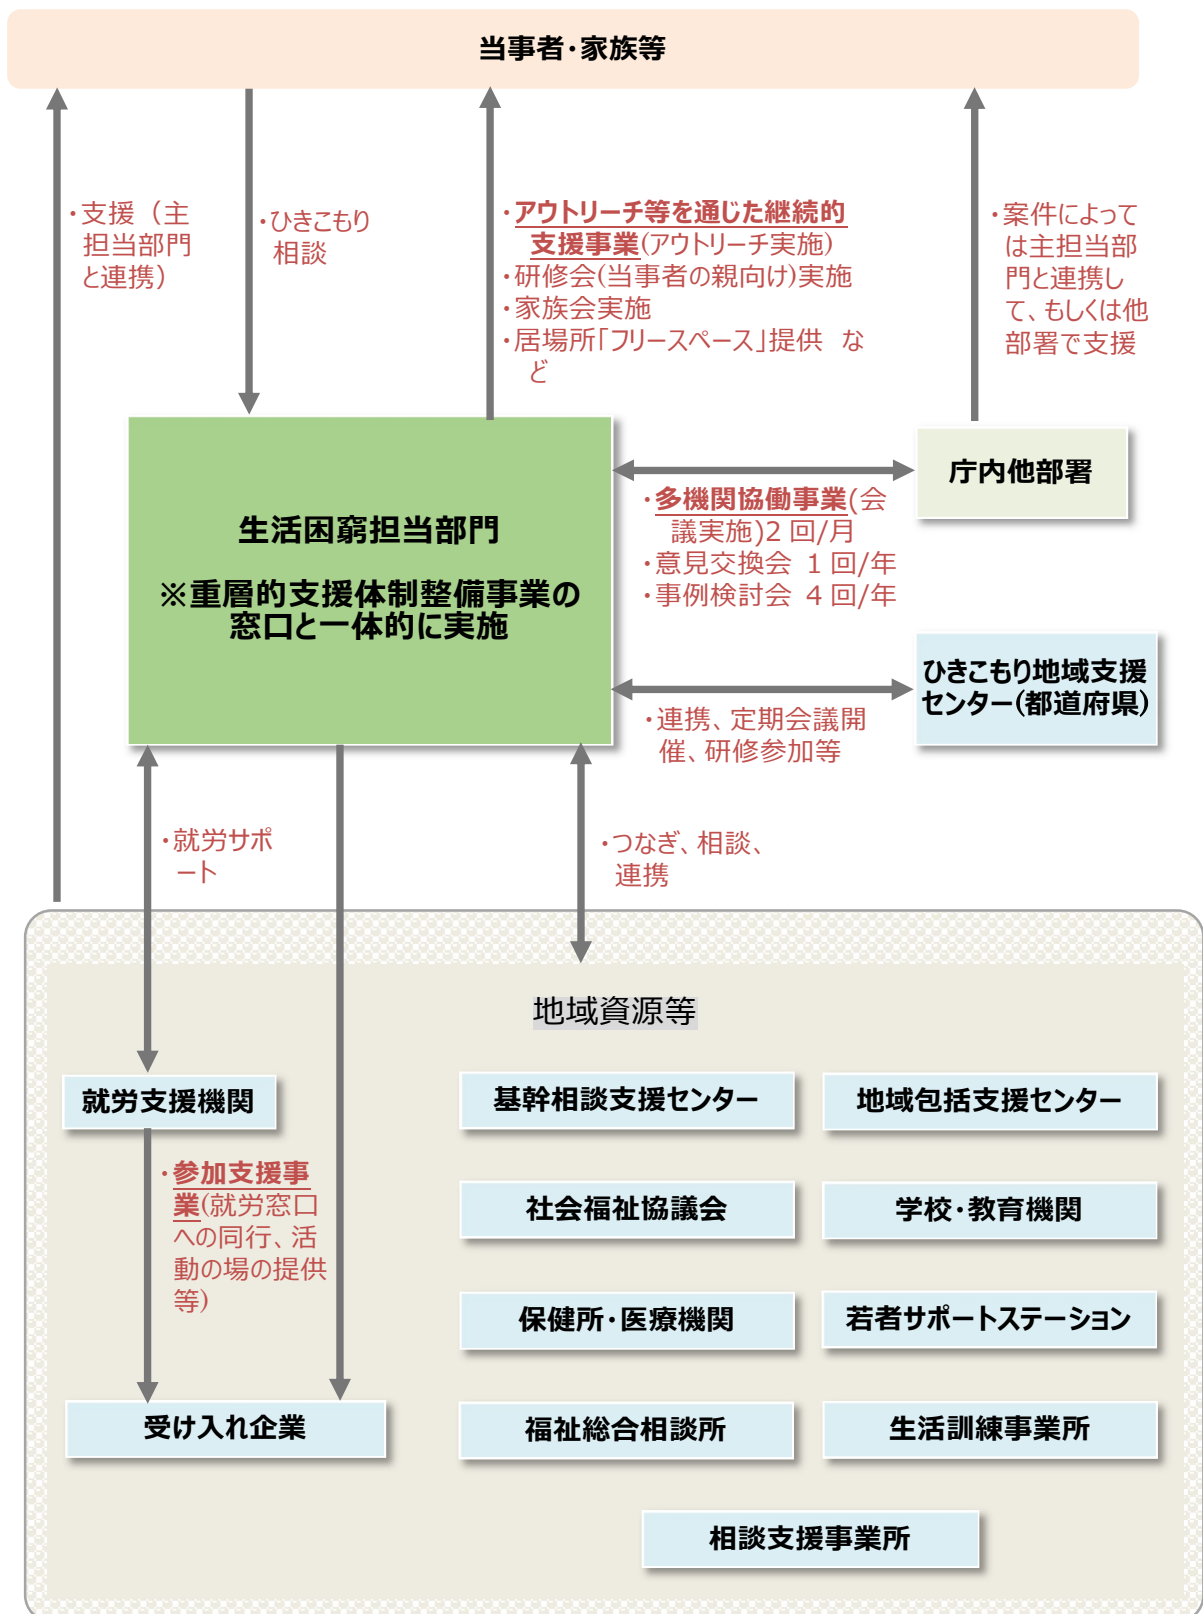 当事者・家族等
・支援（主
担当部門
と連携）
・ひきこもり
相談
・アウトリーチ等を通じた継続的
支援事業(アウトリーチ実施)
・研修会(当事者の親向け)実施
・家族会実施
・居場所「フリースペース」提供　な
ど
・案件によって
は主担当部
門と連携し
て、もしくは他
部署で支援
生活困窮担当部門
※重層的支援体制整備事業の
窓口と一体的に実施
庁内他部署
・多機関協働事業(会
議実施)2 回/月
・意見交換会 1 回/年
・事例検討会 4 回/年
ひきこもり地域支援
センター(都道府県)
・連携、定期会議開
催、研修参加等
・就労サポ
ート
・つなぎ、相談、
連携
地域資源等
就労支援機関
基幹相談支援センター
地域包括支援センター
・参加支援事
業(就労窓口
への同行、活
動の場の提供
等)
社会福祉協議会
学校・教育機関
保健所・医療機関
若者サポートステーション
受け入れ企業
福祉総合相談所
生活訓練事業所
相談支援事業所